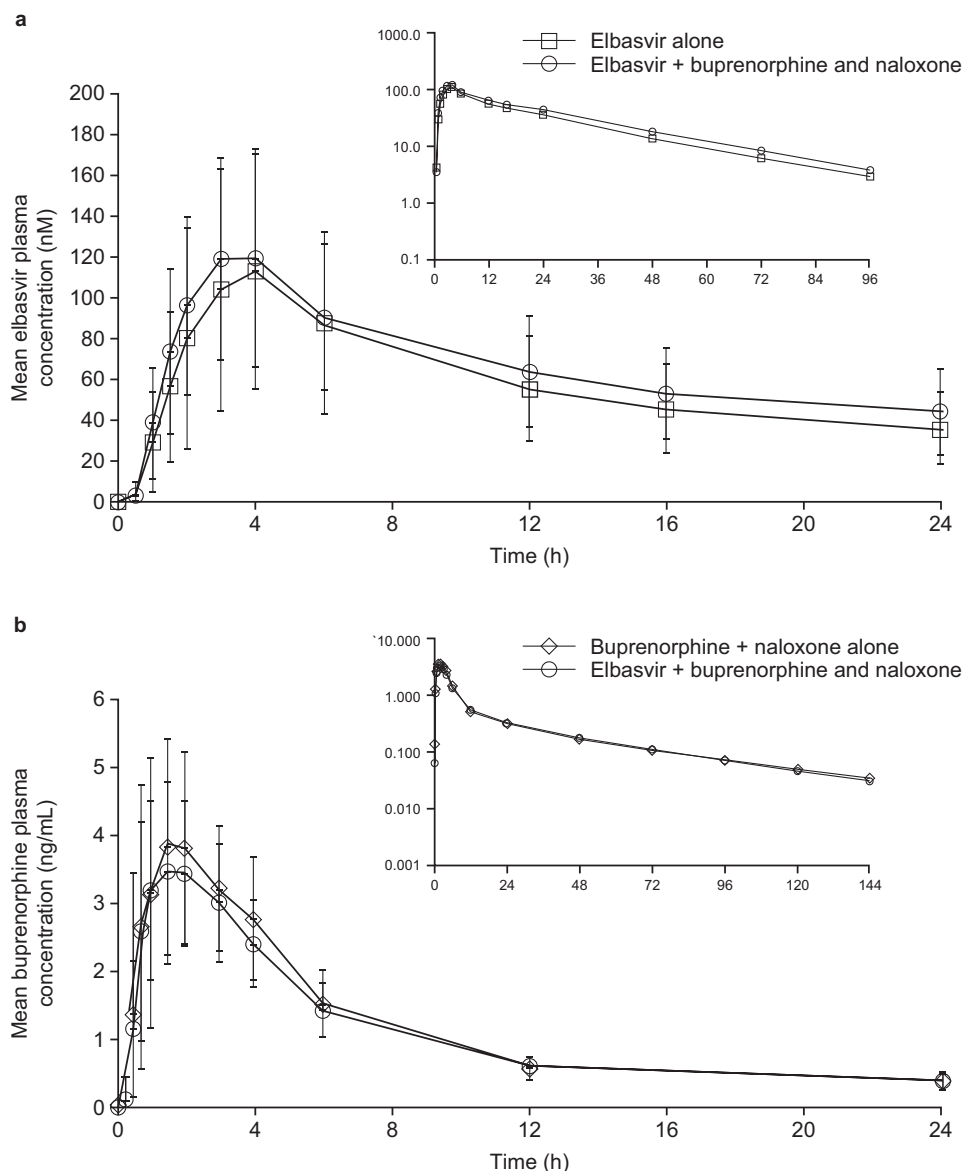 a
1000.0
100.0
10.0
1.0
0.1
0 12 24 36 48 60 72 84 96
Elbasvir alone
Elbasvir + buprenorphine and naloxone
Mean elbasvir plasma
concentration (nM)
200
180
160
140
120
100
80
60
40
20
0
0 4 8 12 16 20 24
Time (h)
b
10.000
1.000
0.100
0.010
0.001
0 24 48 72 96 120 144
Buprenorphine + naloxone alone
Elbasvir + buprenorphine and naloxone
Mean buprenorphine plasma
concentration (ng/mL)
6
5
4
3
2
1
0
0 4 8 12 16 20 24
Time (h)